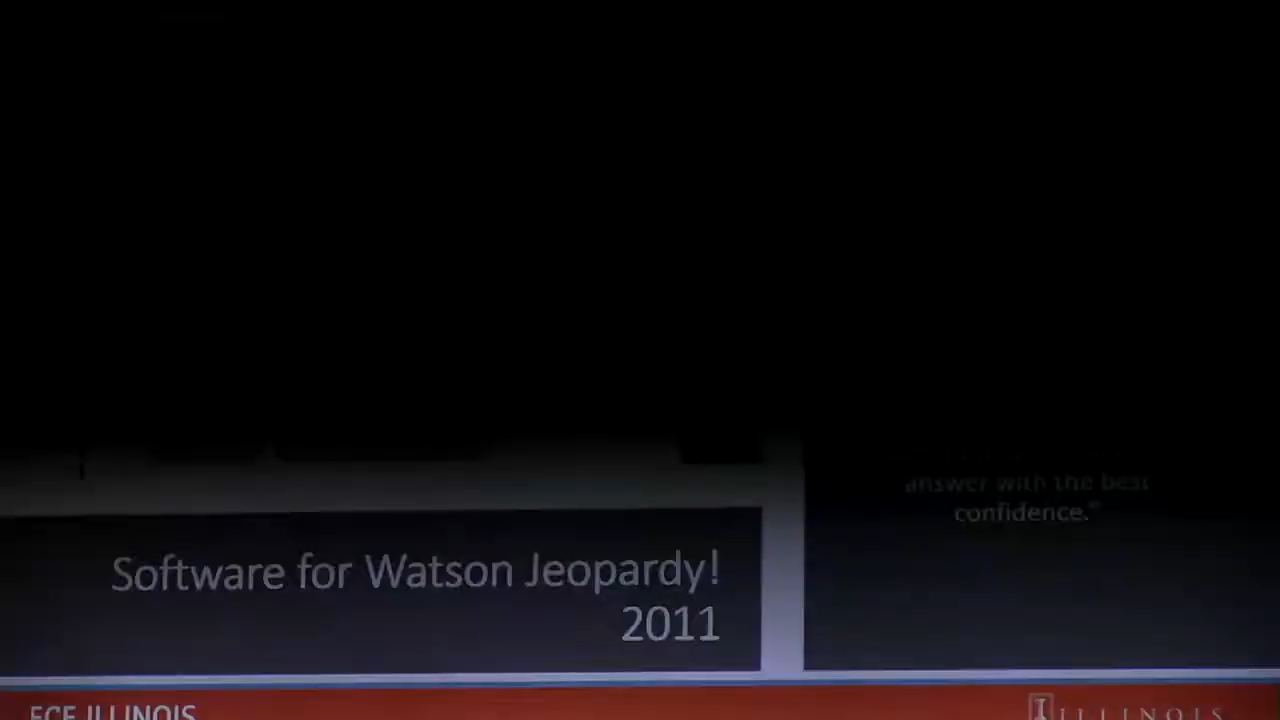 answer with the best
confidence."
Software for Watson Jeopardy!
2011
ECE ILLINOIS
I ILLINOIS